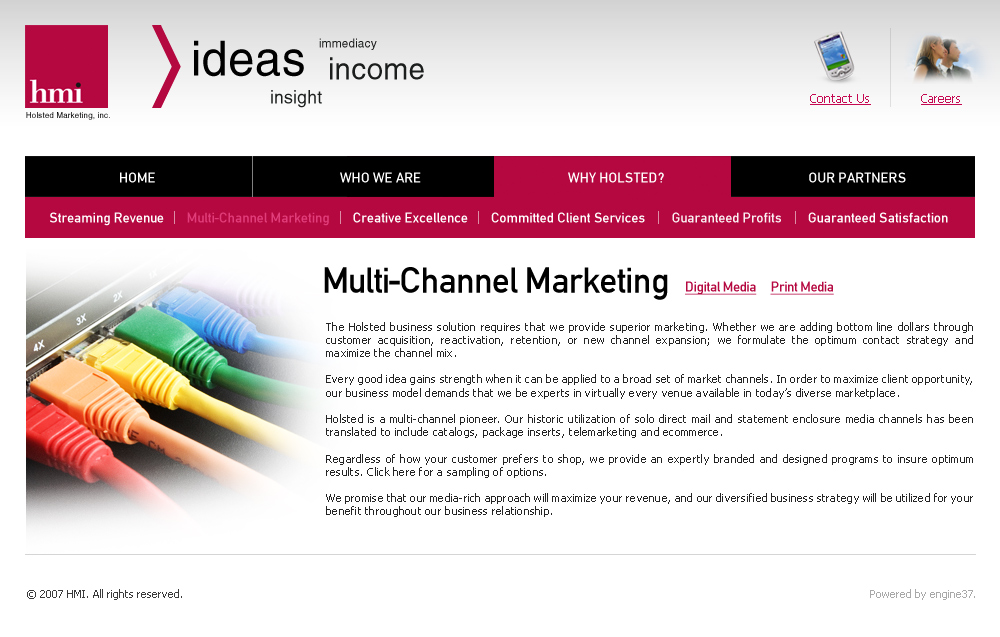 hmi
Holsted Marketing, inc.
ideas
immediacy
income
insight
Contact Us
Careers
HOME
WHO WE ARE
WHY HOLSTED?
OUR PARTNERS
Streaming Revenue
Multi-Channel Marketing
Creative Excellence
Committed Client Services
Guaranteed Profits
Guaranteed Satisfaction
2X
3X
4X
Multi-Channel Marketing
Digital Media
Print Media
The Holsted business solution requires that we provide superior marketing. Whether we are adding bottom line dollars through
customer acquisition, reactivation, retention, or new channel expansion; we formulate the optimum contact strategy and
maximize the channel mix.
Every good idea gains strength when it can be applied to a broad set of market channels. In order to maximize client opportunity,
our business model demands that we be experts in virtually every venue available in today's diverse marketplace.
Holsted is a multi-channel pioneer. Our historic utilization of solo direct mail and statement enclosure media channels has been
translated to include catalogs, package inserts, telemarketing and ecommerce.
Regardless of how your customer prefers to shop, we provide an expertly branded and designed programs to insure optimum
results. Click here for a sampling of options.
We promise that our media-rich approach will maximize your revenue, and our diversified business strategy will be utilized for your
benefit throughout our business relationship.
© 2007 HMI. All rights reserved.
Powered by engine37.